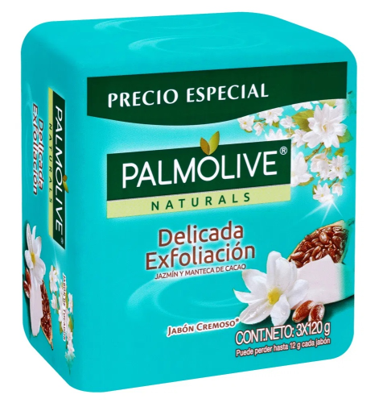 PRECIO ESPECIAL
PALMOLIVE®
NATURALS
Delicada
Exfoliación
JAZMÍN Y MANTECA DE CACAO
JABÓN CREMOSO*
CONT.NETO: 3X120 g
Puede perder hasta 12 g cada jabón
PALMOLIVE
NATURALS
Delicada
Exfoliación